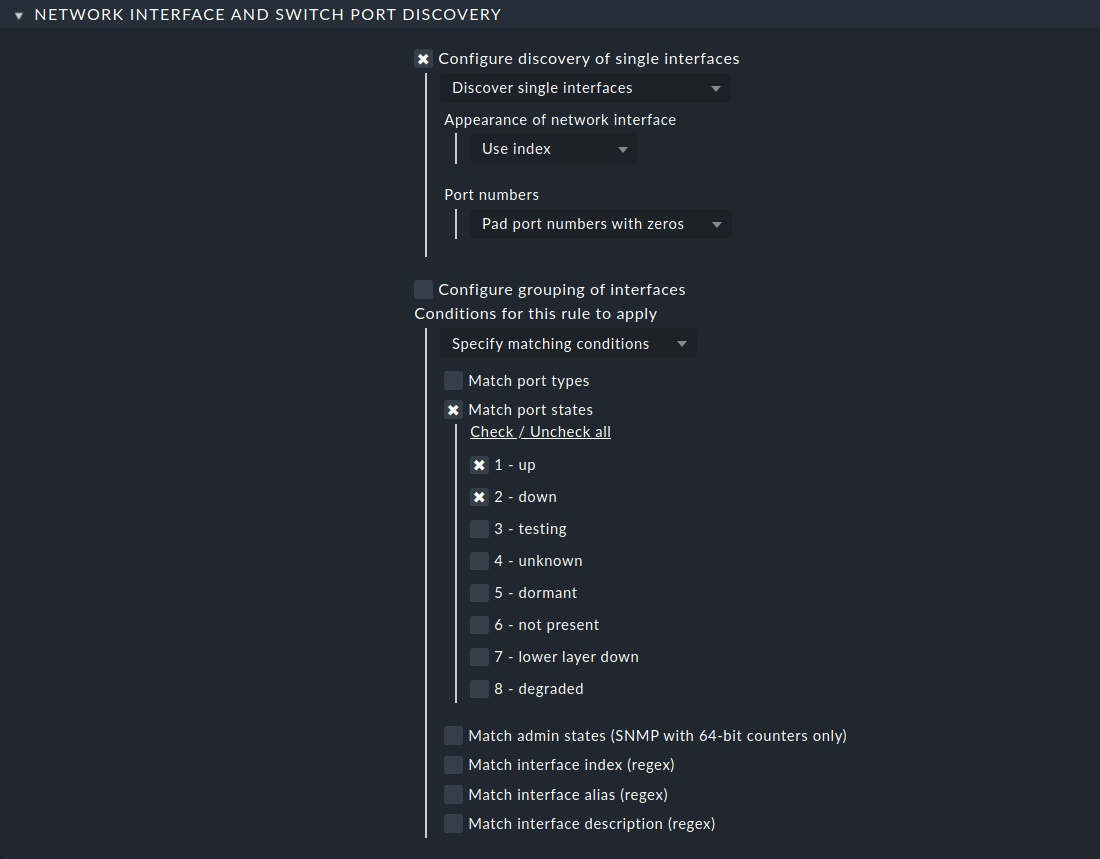 NETWORK INTERFACE AND SWITCH PORT DISCOVERY
Configure discovery of single interfaces
Discover single interfaces
Appearance of network interface
Use index
Port numbers
Pad port numbers with zeros
Configure grouping of interfaces
Conditions for this rule to apply
Specify matching conditions
Match port types
Match port states
Check / Uncheck all
1 - up
2 - down
3 - testing
4 - unknown
5 - dormant
6 - not present
7 - lower layer down
8 - degraded
Match admin states (SNMP with 64-bit counters only)
Match interface index (regex)
Match interface alias (regex)
Match interface description (regex)